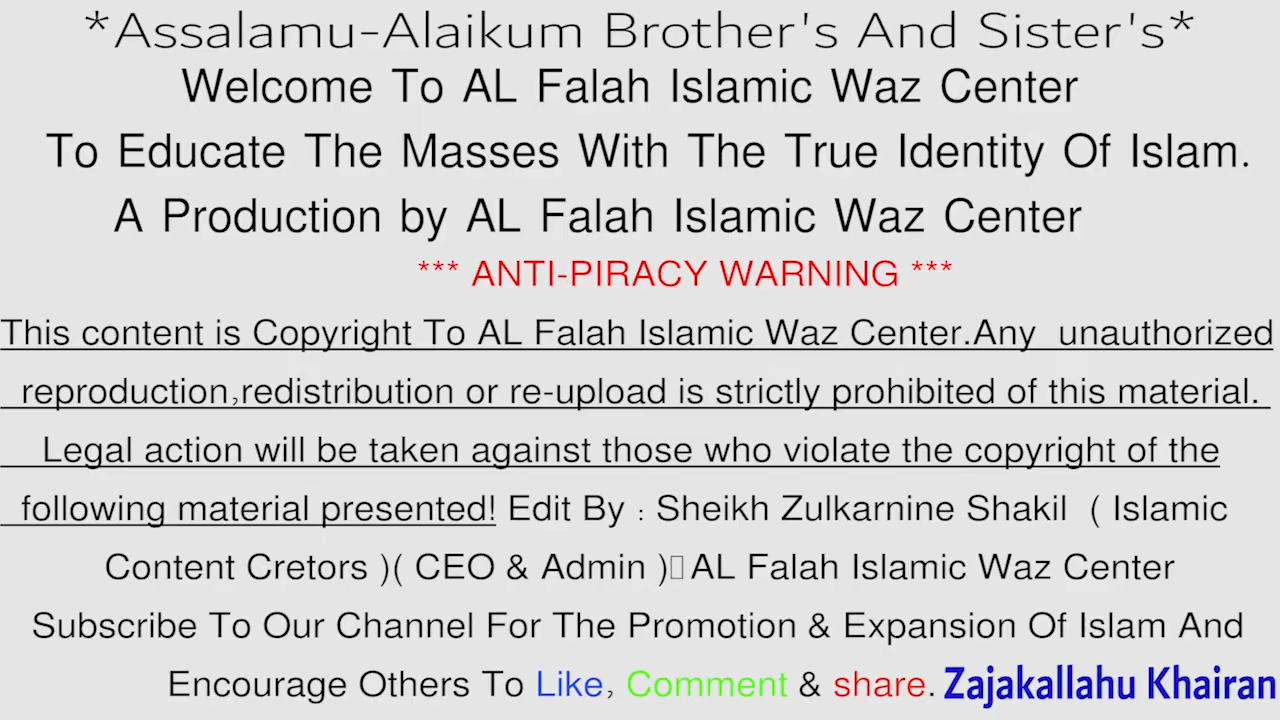 *Assalamu-Alaikum Brother's And Sister's*
Welcome To AL Falah Islamic Waz Center
To Educate The Masses With The True Identity Of Islam.
A Production by AL Falah Islamic Waz Center
*** ANTI-PIRACY WARNING ***
This content is Copyright To AL Falah Islamic Waz Center.Any  unauthorized
reproduction,redistribution or re-upload is strictly prohibited of this material.
Legal action will be taken against those who violate the copyright of the
following material presented! Edit By : Sheikh Zulkarnine Shakil  ( Islamic
Content Cretors )( CEO & Admin )▯AL Falah Islamic Waz Center
Subscribe To Our Channel For The Promotion & Expansion Of Islam And
Encourage Others To Like, Comment & share. Zajakallahu Khairan